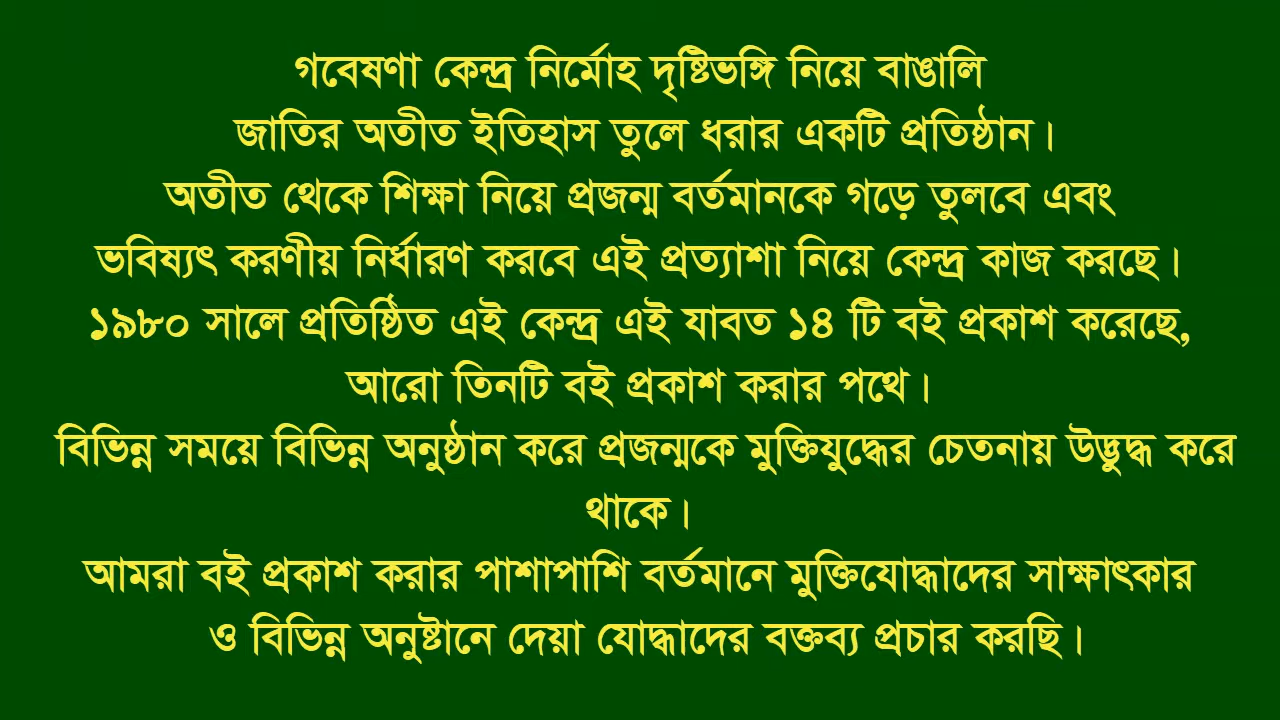 গবেষণা কেন্দ্র নির্মোহ দৃষ্টিভঙ্গি নিয়ে বাঙালি
জাতির অতীত ইতিহাস তুলে ধরার একটি প্রতিষ্ঠান।
অতীত থেকে শিক্ষা নিয়ে প্রজন্ম বর্তমানকে গড়ে তুলবে এবং
ভবিষ্যৎ করণীয় নির্ধারণ করবে এই প্রত্যাশা নিয়ে কেন্দ্র কাজ করছে।
১৯৮০ সালে প্রতিষ্ঠিত এই কেন্দ্র এই যাবত ১৪ টি বই প্রকাশ করেছে,
আরো তিনটি বই প্রকাশ করার পথে।
বিভিন্ন সময়ে বিভিন্ন অনুষ্ঠান করে প্রজন্মকে মুক্তিযুদ্ধের চেতনায় উদ্ভুদ্ধ করে
থাকে।
আমরা বই প্রকাশ করার পাশাপাশি বর্তমানে মুক্তিযোদ্ধাদের সাক্ষাৎকার
ও বিভিন্ন অনুষ্টানে দেয়া যোদ্ধাদের বক্তব্য প্রচার করছি।